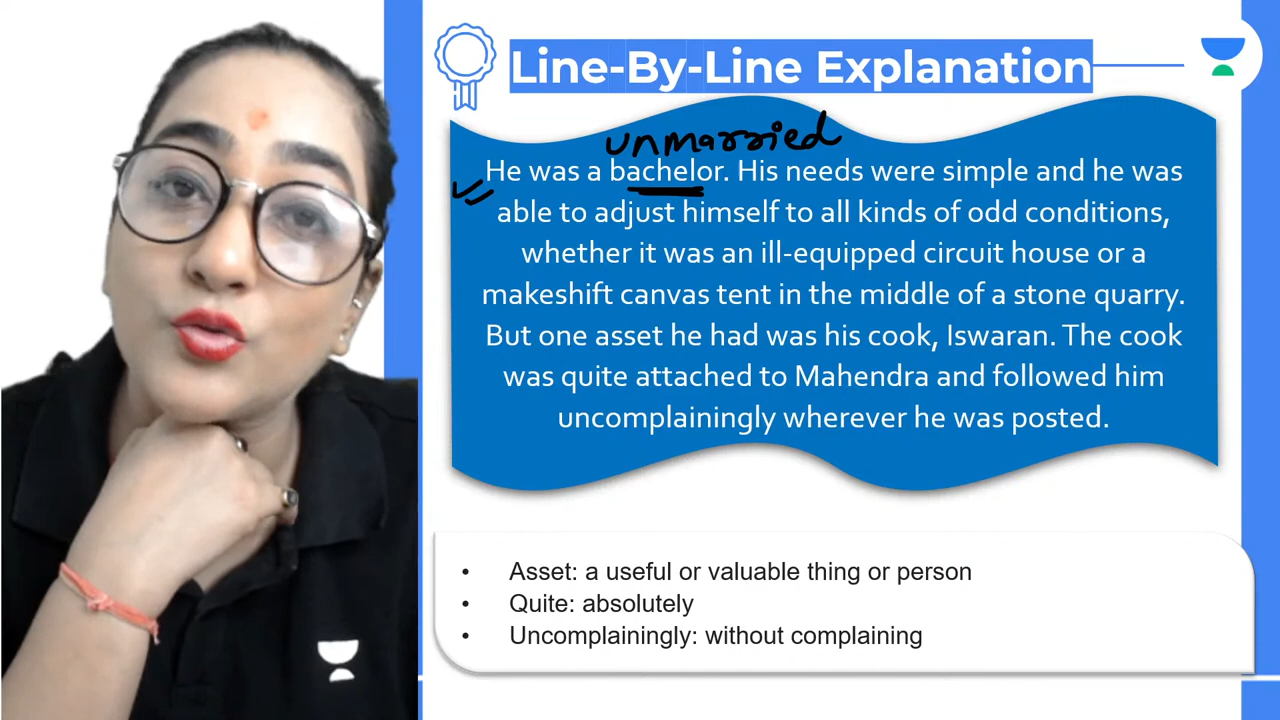 Line-By-Line Explanation
unmarried
He was a bachelor. His needs were simple and he was
able to adjust himself to all kinds of odd conditions,
whether it was an ill-equipped circuit house or a
makeshift canvas tent in the middle of a stone quarry.
But one asset he had was his cook, Iswaran. The cook
was quite attached to Mahendra and followed him
uncomplainingly wherever he was posted.
• Asset: a useful or valuable thing or person
• Quite: absolutely
• Uncomplainingly: without complaining